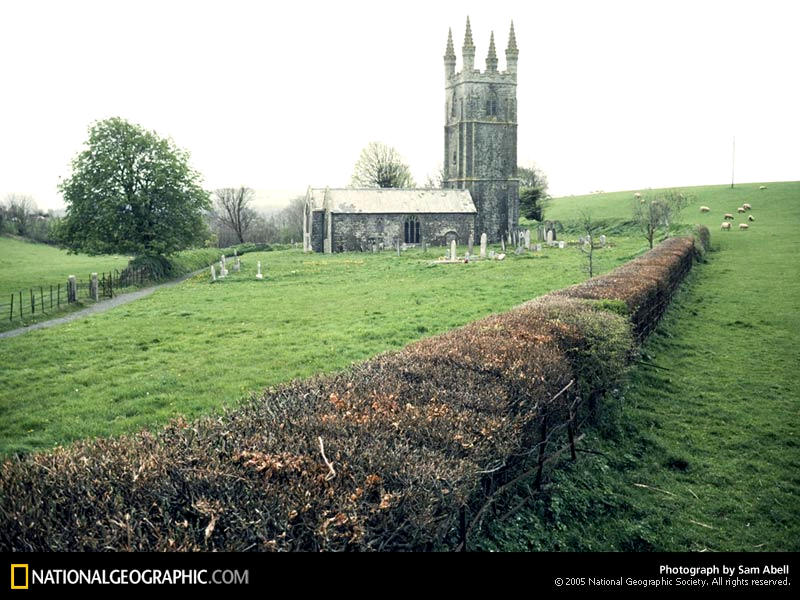 NATIONALGEOGRAPHIC.COM
Photograph by Sam Abell
© 2005 National Geographic Society. All rights reserved.